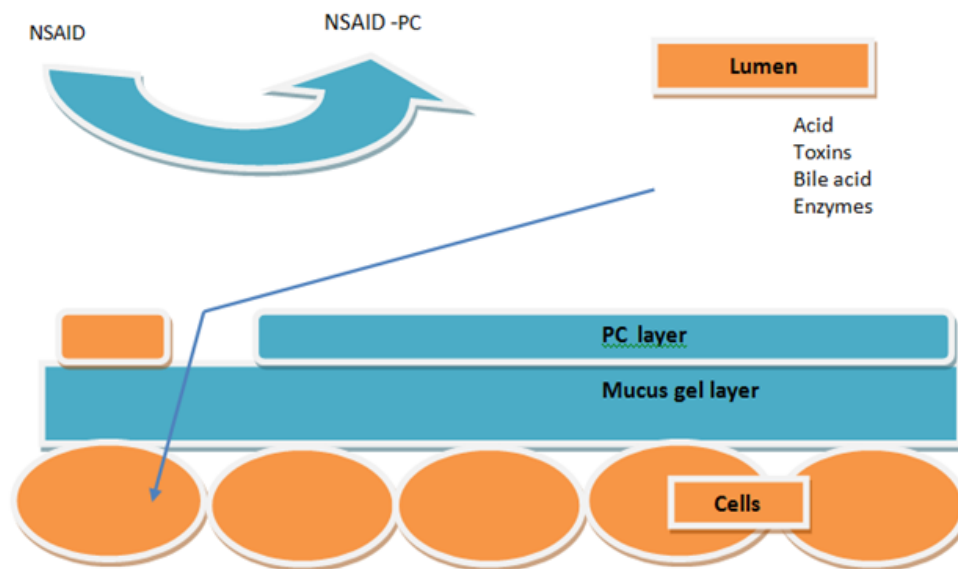 NSAID
NSAID -PC
Lumen
Acid
Toxins
Bile acid
Enzymes
PC layer
Mucus gel layer
Cells